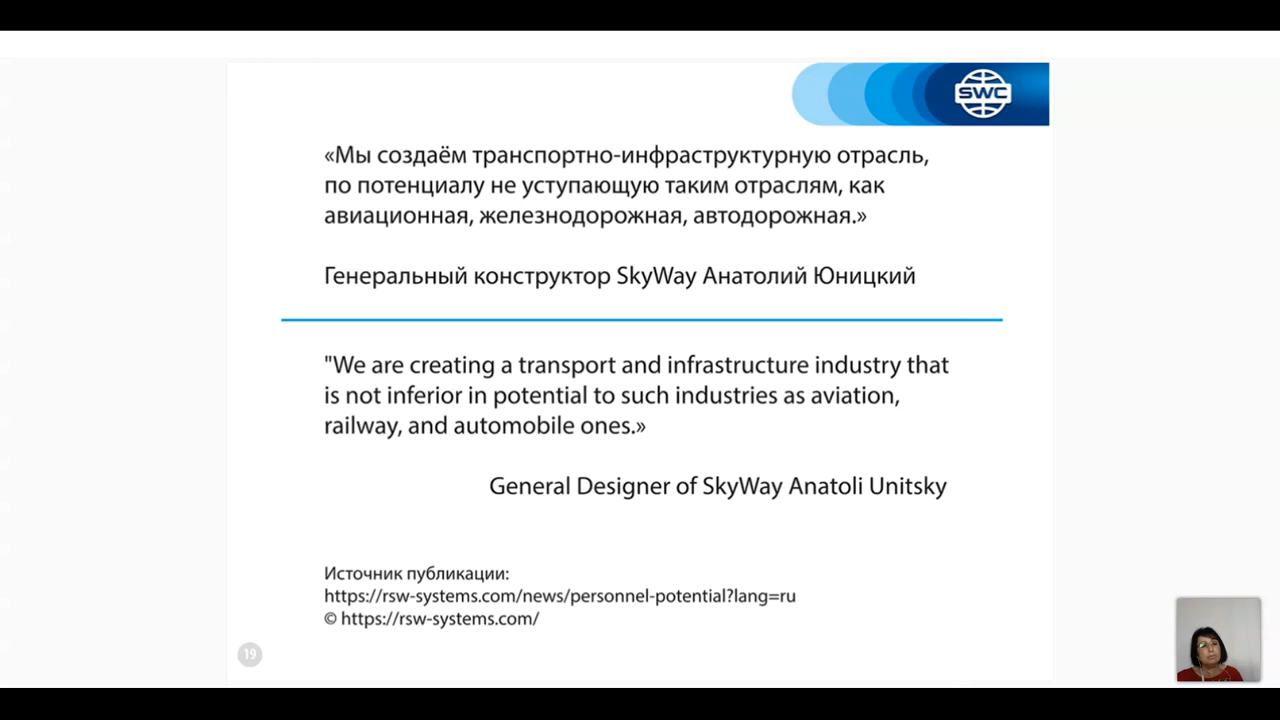 SWC
«Мы создаём транспортно-инфраструктурную отрасль,
по потенциалу не уступающую таким отраслям, как
авиационная, железнодорожная, автодорожная.»
Генеральный конструктор SkyWay Анатолий Юницкий
"We are creating a transport and infrastructure industry that
is not inferior in potential to such industries as aviation,
railway, and automobile ones.»
General Designer of SkyWay Anatoli Unitsky
Источник публикации:
https://rsw-systems.com/news/personnel-potential?lang=ru
© https://rsw-systems.com/
19